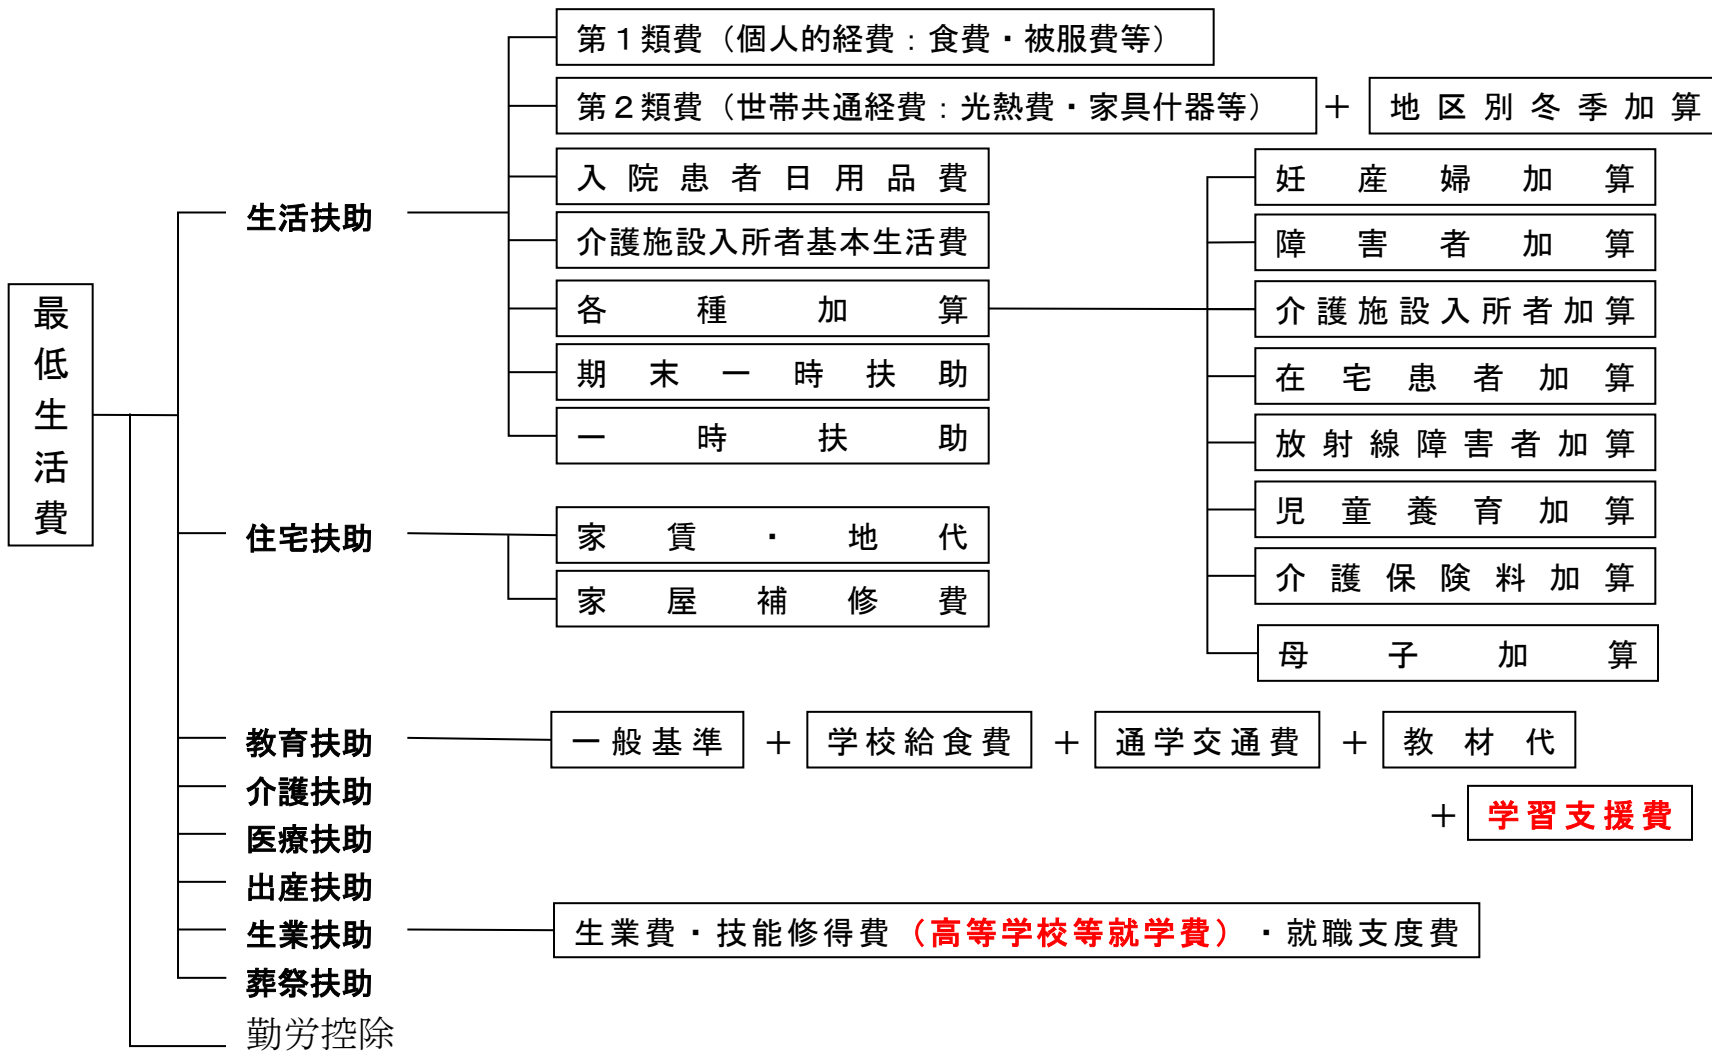 最低生活費
生活扶助
第1類費（個人的経費：食費・被服費等）
第2類費（世帯共通経費：光熱費・家具什器等） ＋ 地区別冬季加算
入院患者日用品費
介護施設入所者基本生活費
各種加算
期末一時扶助
一時扶助
妊産婦加算
障害者加算
介護施設入所者加算
在宅患者加算
放射線障害者加算
児童養育加算
介護保険料加算
母子加算
住宅扶助
家賃・地代
家屋補修費
教育扶助
一般基準 ＋ 学校給食費 ＋ 通学交通費 ＋ 教材代
＋ 学習支援費
介護扶助
医療扶助
出産扶助
生業扶助
生業費・技能修得費（高等学校等就学費）・就職支度費
葬祭扶助
勤労控除